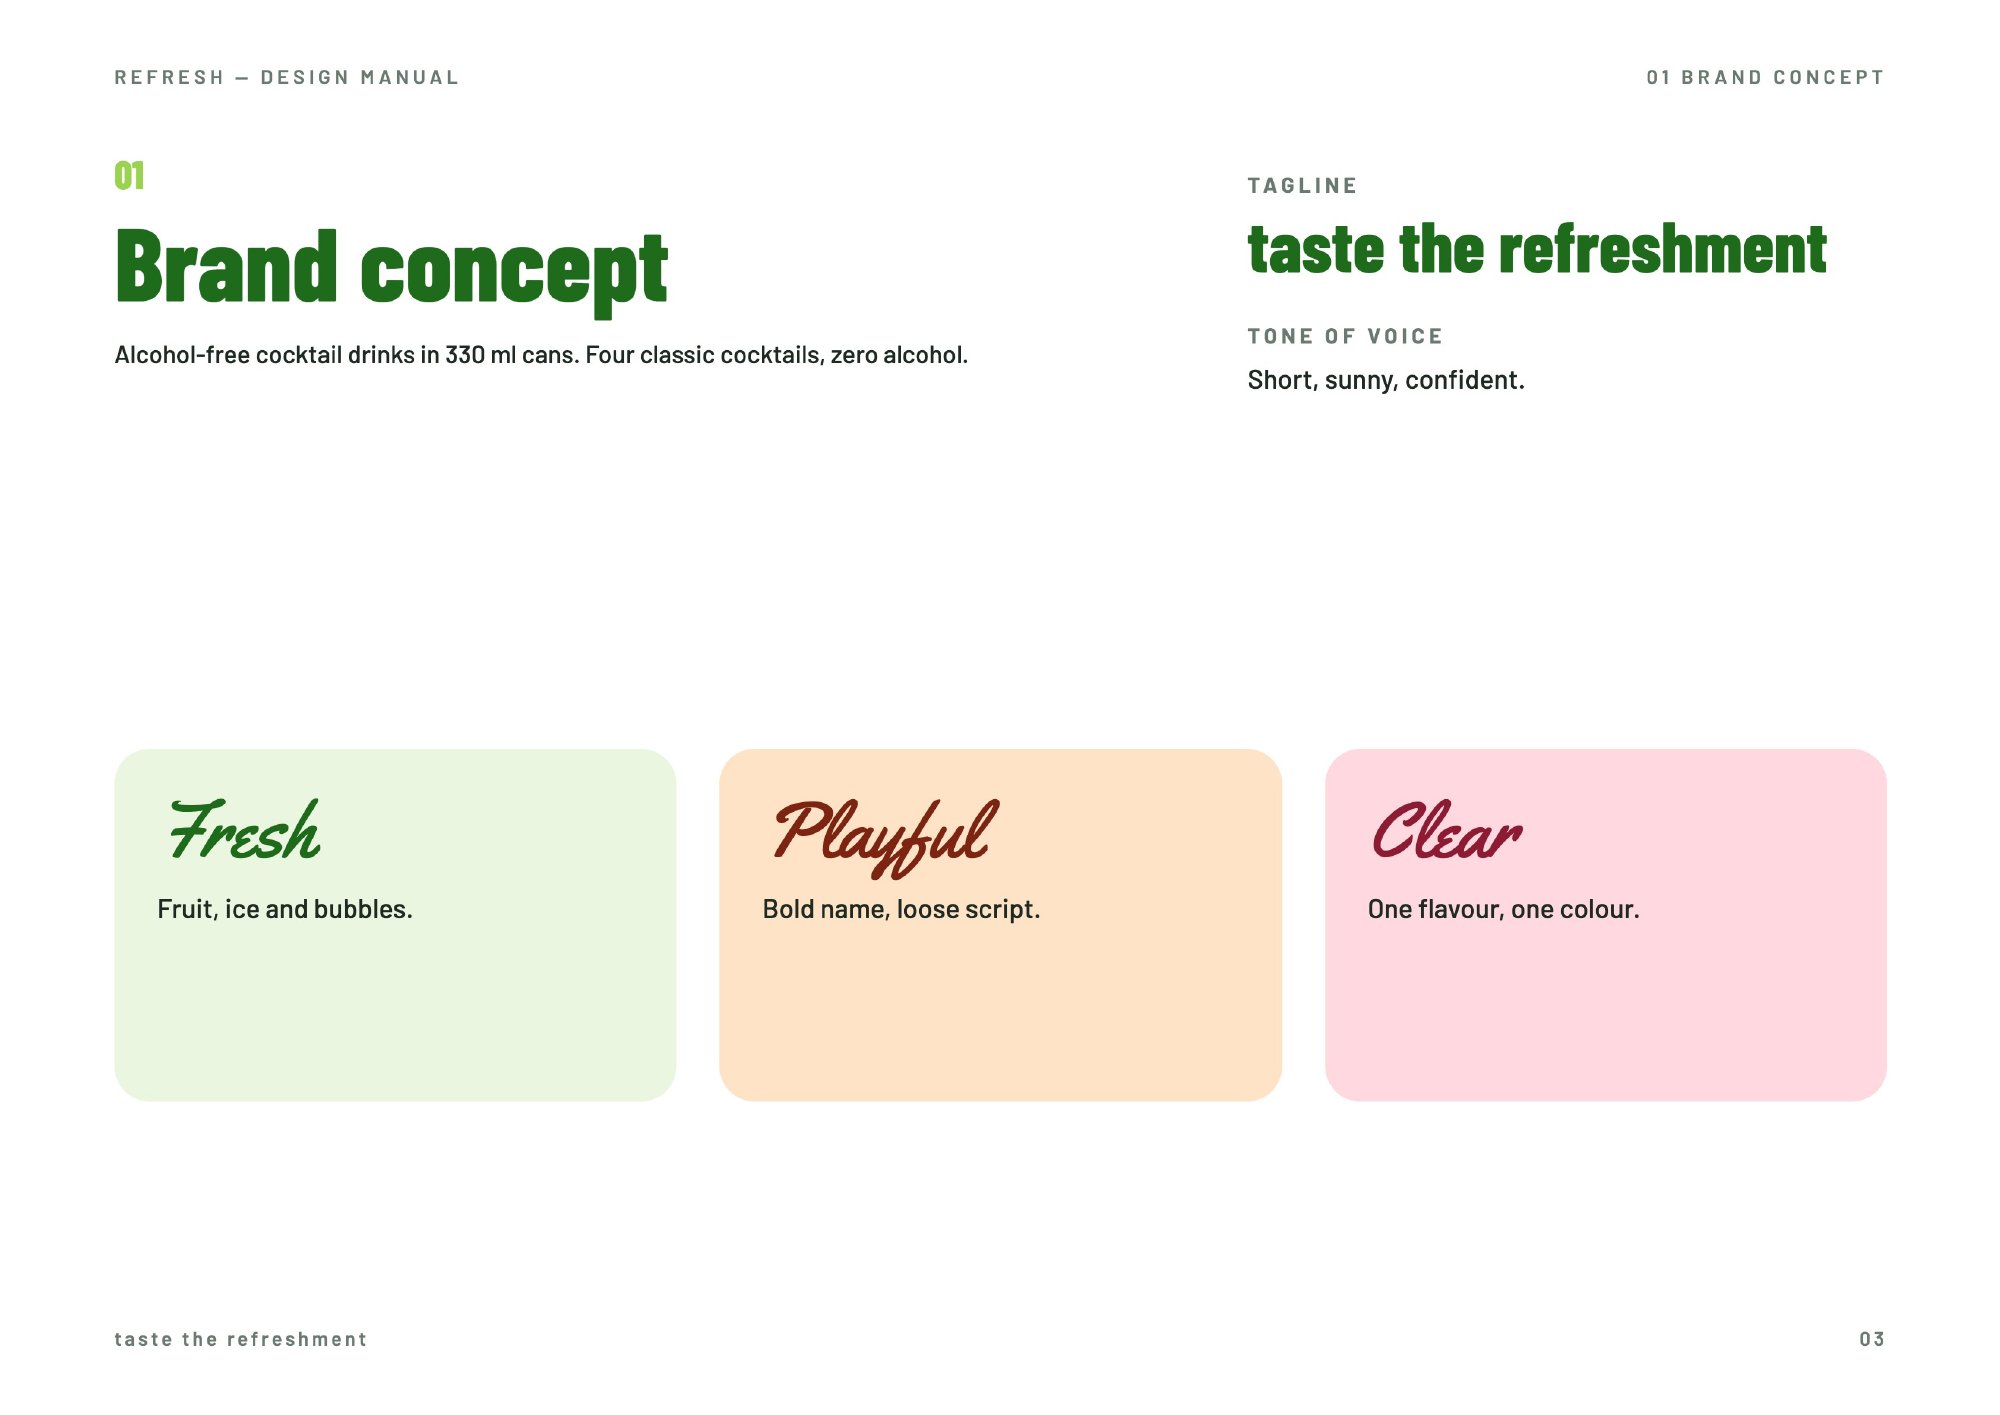 REFRESH — DESIGN MANUAL
01 BRAND CONCEPT
01
Brand concept
Alcohol-free cocktail drinks in 330 ml cans. Four classic cocktails, zero alcohol.
TAGLINE
taste the refreshment
TONE OF VOICE
Short, sunny, confident.
Fresh
Fruit, ice and bubbles.
Playful
Bold name, loose script.
Clear
One flavour, one colour.
taste the refreshment
03